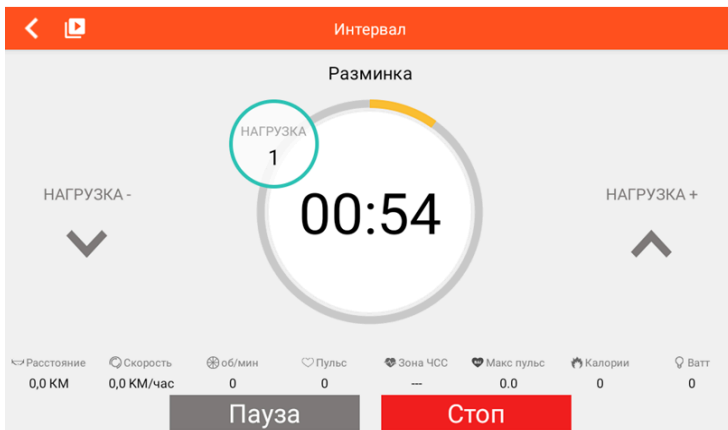 Интервал
Разминка
НАГРУЗКА
1
00:54
НАГРУЗКА -
НАГРУЗКА +
Расстояние Скорость об/мин Пульс Зона ЧСС Макс пульс Калории Ватт
0,0 КМ 0,0 КМ/час 0 0 --- 0.0 0 0
Пауза Стоп